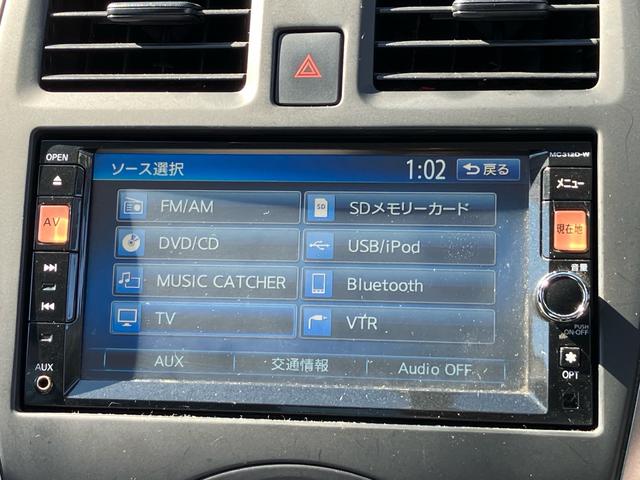 OPEN
MC312D-W
ソース選択
1:02
戻る
メニュー
AV
FM/AM
SD
SDメモリーカード
現在地
DVD/CD
USB/iPod
MUSIC CATCHER
Bluetooth
音量
TV
VTR
PUSH
ON·OFF
AUX
AUX
交通情報
Audio OFF
OPT